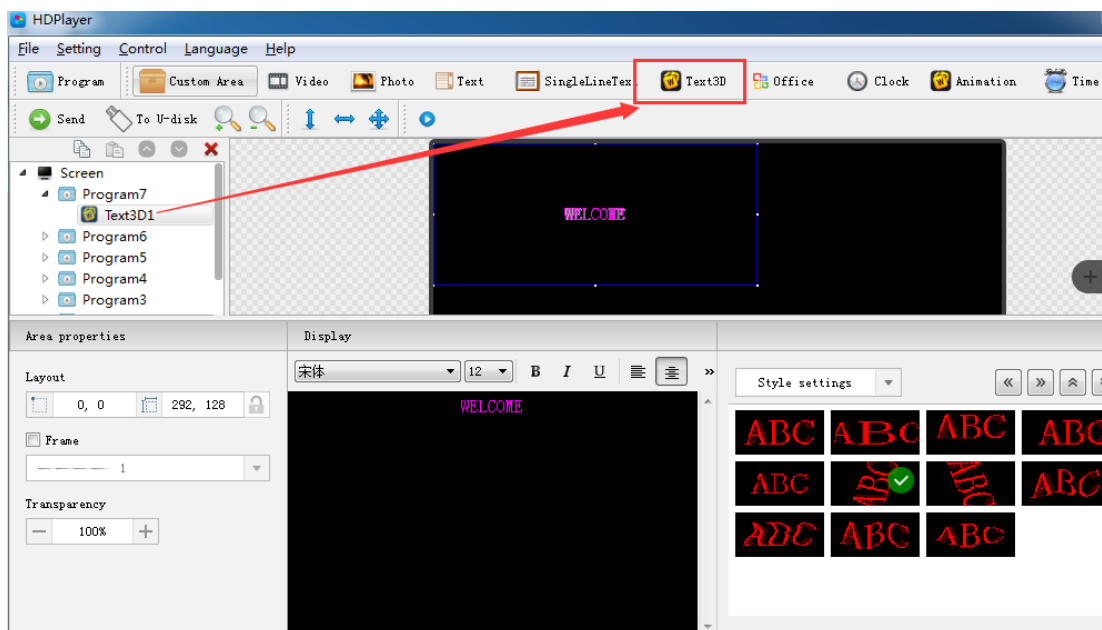 HDPlayer
File Setting Control Language Help
Program Custom Area Video Photo Text SingleLineTex Text3D Office Clock Animation Time
Send To U-disk
Screen
Program7
Text3D1
WELCOME
Program6
Program5
Program4
Program3
Area properties Display
宋体 12 B I U »
Layout
Style settings
0, 0 292, 128
WELCOME
Frame
1
Transparency
100%
ABC ABC ABC ABC
ABC ABC ABC ABC
ABC ABC ABC